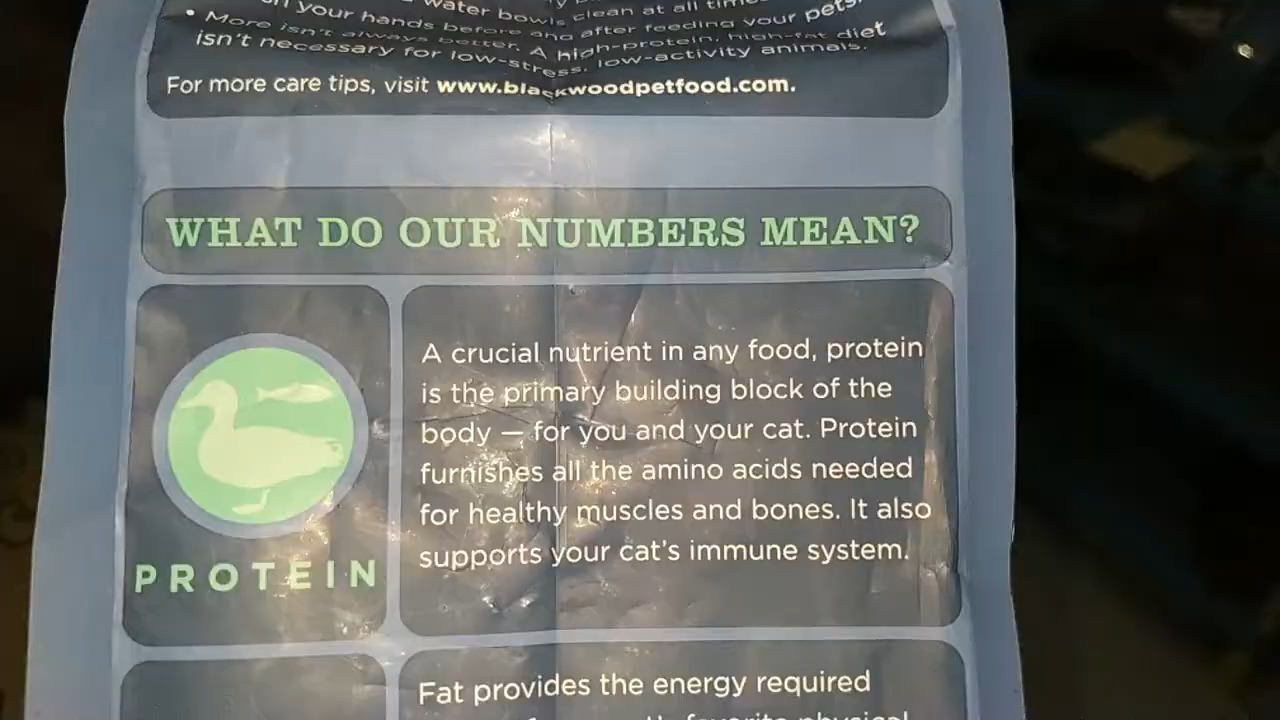 your hands before and after feeding your pets.
water bowls clean at all
• More isn't always better. A high-protein, high-fat diet
isn't necessary for low-stress, low-activity animals.
For more care tips, visit www.blackwoodpetfood.com.
WHAT DO OUR NUMBERS MEAN?
PROTEIN
A crucial nutrient in any food, protein
is the primary building block of the
body — for you and your cat. Protein
furnishes all the amino acids needed
for healthy muscles and bones. It also
supports your cat's immune system.
Fat provides the energy required
favorite physical